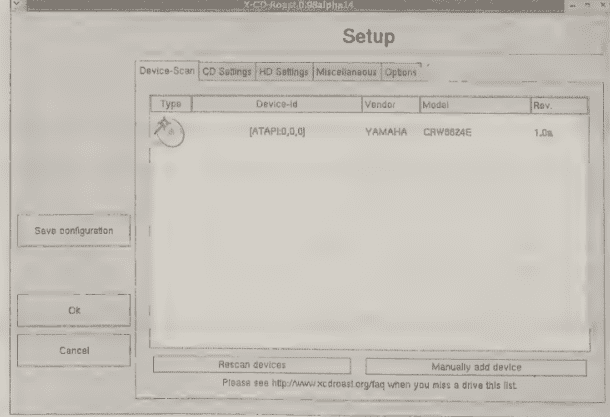 X-CD-Roast 0.98alpha14
Setup
Device-Scan CD Settings HD Settings Miscellaneous Options
Type Device-Id Vendor Model Rev.
[ATAPI:0,0,0] YAMAHA CRW8824E 1.0a
Save configuration
Ok
Cancel
Rescan devices Manually add device
Please see http://www.xcdroast.org/faq when you miss a drive this list.